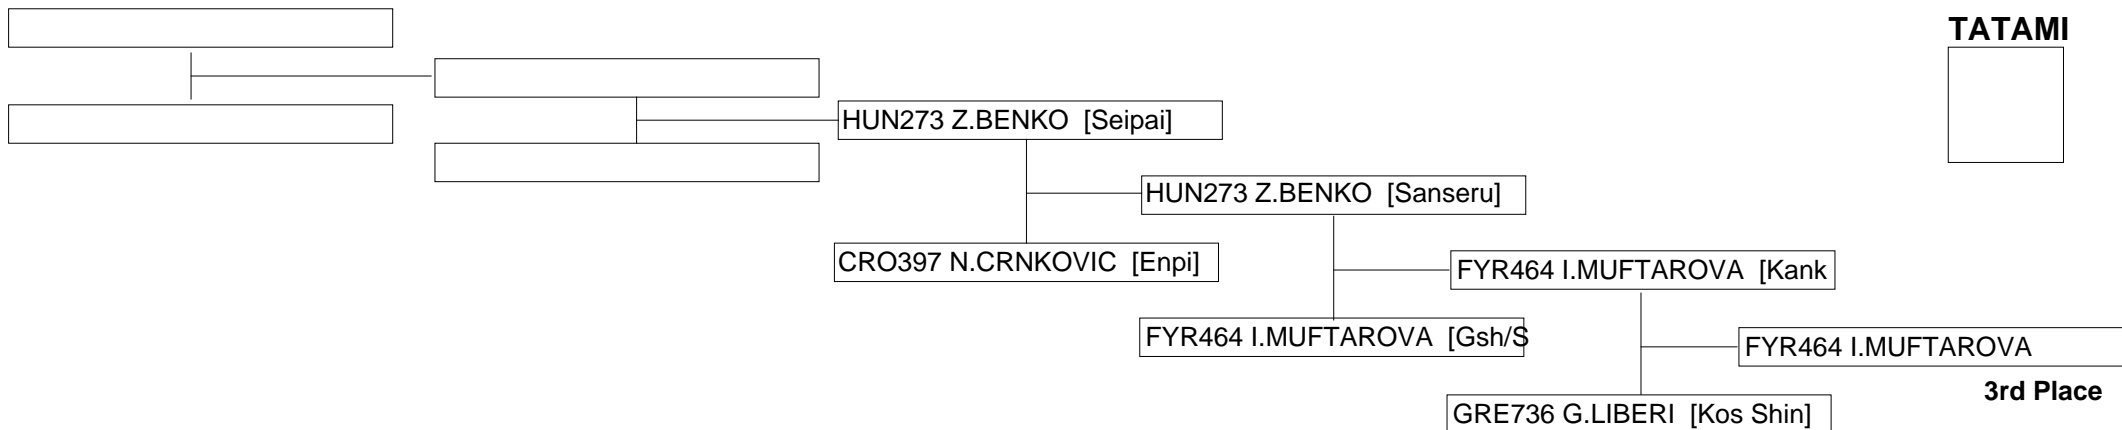 TATAMI
HUN273 Z.BENKO [Seipai]
HUN273 Z.BENKO [Sanseru]
CRO397 N.CRNKOVIC [Enpi]
FYR464 I.MUFTAROVA [Kank
FYR464 I.MUFTAROVA [Gsh/S
FYR464 I.MUFTAROVA
3rd Place
GRE736 G.LIBERI [Kos Shin]